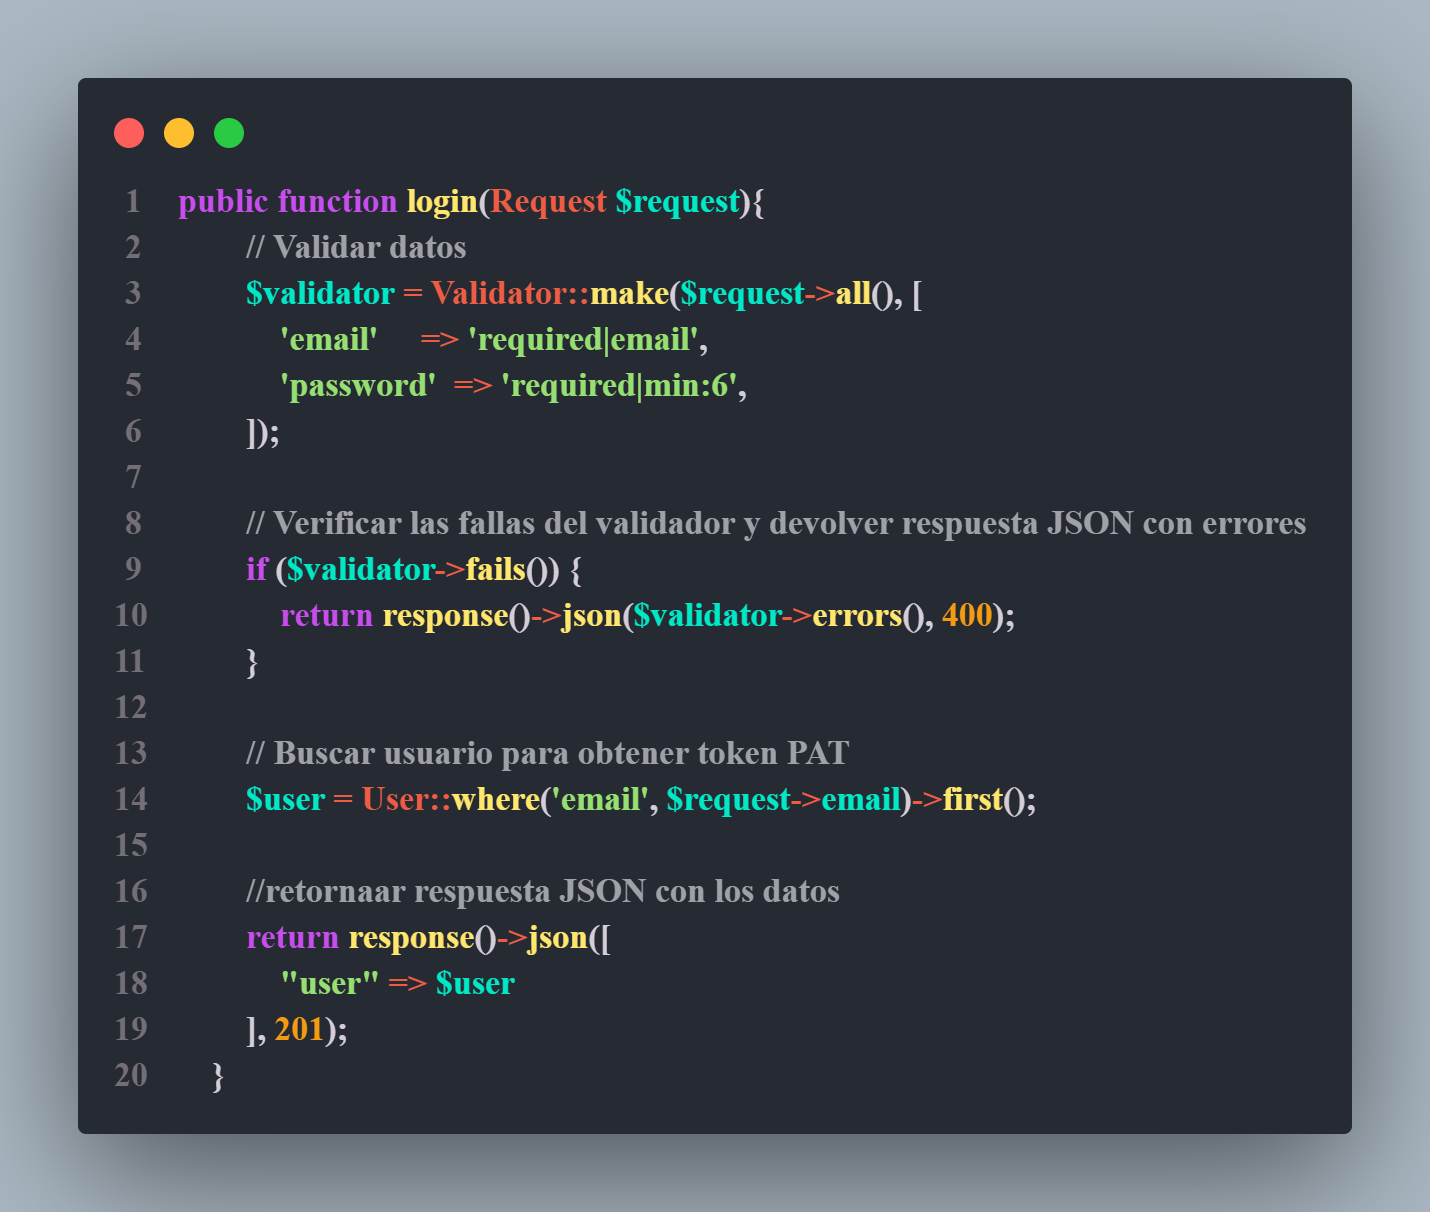 1 public function login(Request $request){
2 // Validar datos
3 $validator = Validator::make($request->all(), [
4 'email' => 'required|email',
5 'password' => 'required|min:6',
6 ]);
7
8 // Verificar las fallas del validador y devolver respuesta JSON con errores
9 if ($validator->fails()) {
10 return response()->json($validator->errors(), 400);
11 }
12
13 // Buscar usuario para obtener token PAT
14 $user = User::where('email', $request->email)->first();
15
16 //retornaar respuesta JSON con los datos
17 return response()->json([
18 "user" => $user
19 ], 201);
20 }